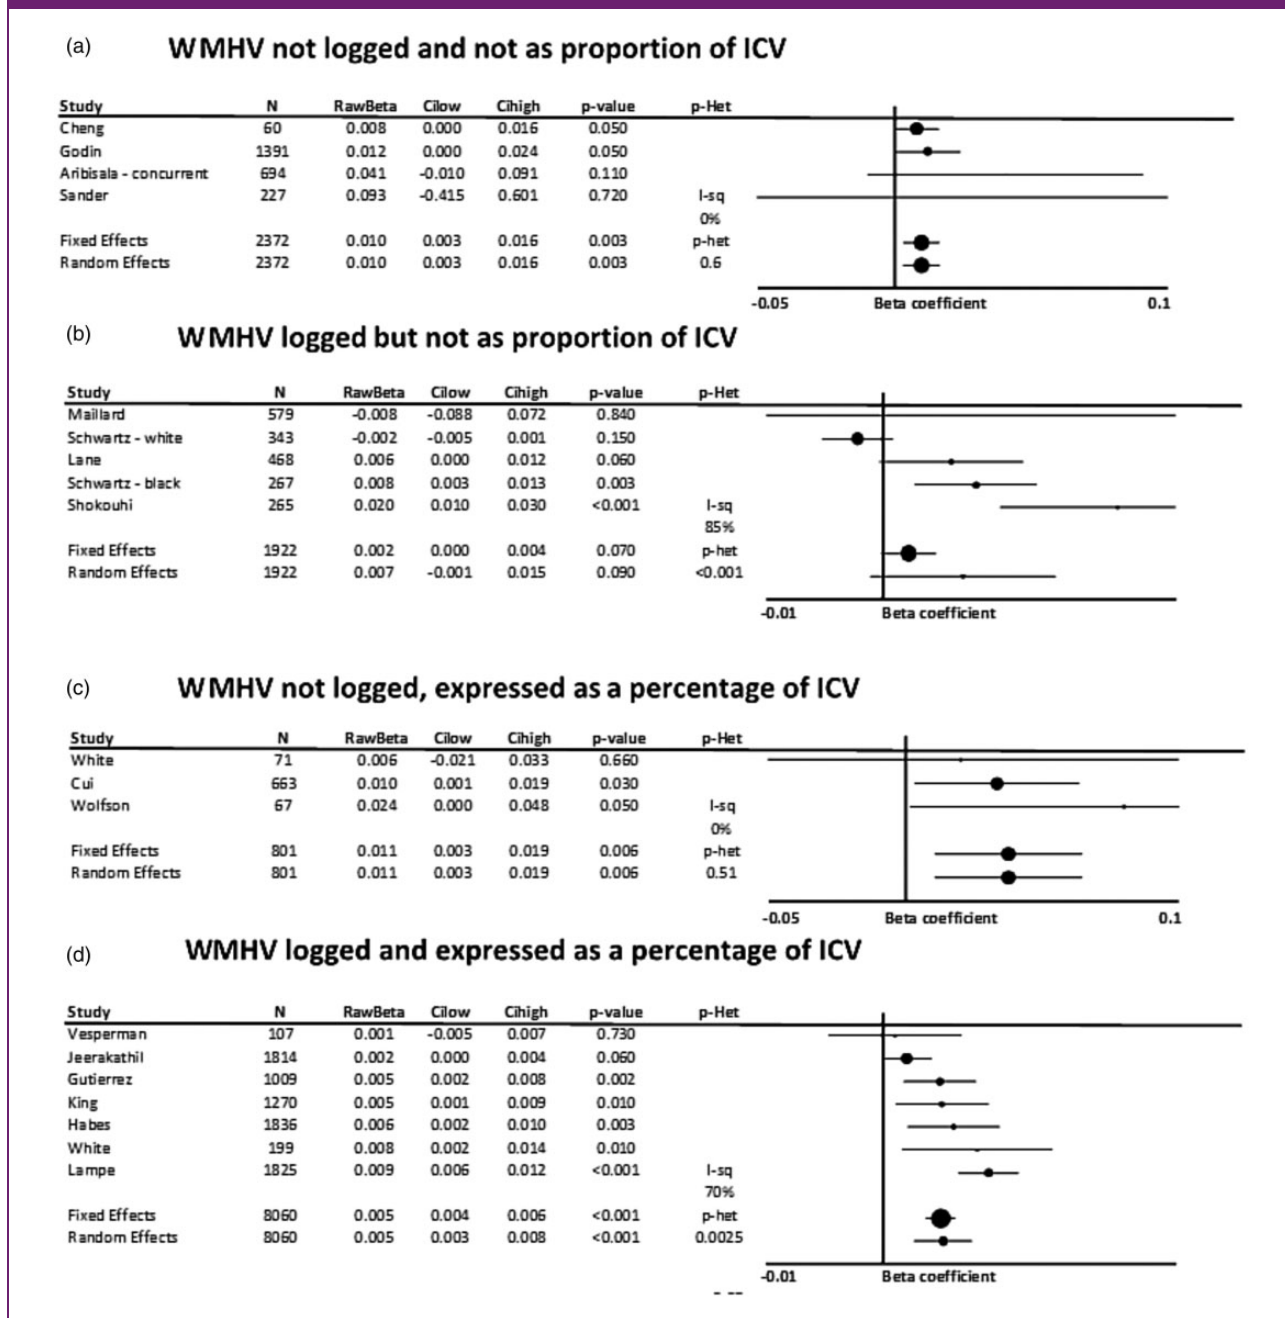 (a) WMHV not logged and not as proportion of ICV
Study N RawBeta Cilow Cihigh p-value p-Het
Cheng 60 0.008 0.000 0.016 0.050
Godin 1391 0.012 0.000 0.024 0.050
Aribisala - concurrent 694 0.041 -0.010 0.091 0.110
Sander 227 0.093 -0.415 0.601 0.720 I-sq
0%
Fixed Effects 2372 0.010 0.003 0.016 0.003 p-het
Random Effects 2372 0.010 0.003 0.016 0.003 0.6
-0.05 Beta coefficient 0.1
(b) WMHV logged but not as proportion of ICV
Study N RawBeta Cilow Cihigh p-value p-Het
Maillard 579 -0.008 -0.088 0.072 0.840
Schwartz - white 343 -0.002 -0.005 0.001 0.150
Lane 468 0.006 0.000 0.012 0.060
Schwartz - black 267 0.008 0.003 0.013 0.003
Shokouhi 265 0.020 0.010 0.030 <0.001 I-sq
85%
Fixed Effects 1922 0.002 0.000 0.004 0.070 p-het
Random Effects 1922 0.007 -0.001 0.015 0.090 <0.001
-0.01 Beta coefficient
(c) WMHV not logged, expressed as a percentage of ICV
Study N RawBeta Cilow Cihigh p-value p-Het
White 71 0.006 -0.021 0.033 0.660
Cui 663 0.010 0.001 0.019 0.030
Wolfson 67 0.024 0.000 0.048 0.050 I-sq
0%
Fixed Effects 801 0.011 0.003 0.019 0.006 p-het
Random Effects 801 0.011 0.003 0.019 0.006 0.51
-0.05 Beta coefficient 0.1
(d) WMHV logged and expressed as a percentage of ICV
Study N RawBeta Cilow Cihigh p-value p-Het
Vesperman 107 0.001 -0.005 0.007 0.730
Jeerakathil 1814 0.002 0.000 0.004 0.060
Gutierrez 1009 0.005 0.002 0.008 0.002
King 1270 0.005 0.001 0.009 0.010
Habes 1836 0.006 0.002 0.010 0.003
White 199 0.008 0.002 0.014 0.010
Lampe 1825 0.009 0.006 0.012 <0.001 I-sq
70%
Fixed Effects 8060 0.005 0.004 0.006 <0.001 p-het
Random Effects 8060 0.005 0.003 0.008 <0.001 0.0025
-0.01 Beta coefficient